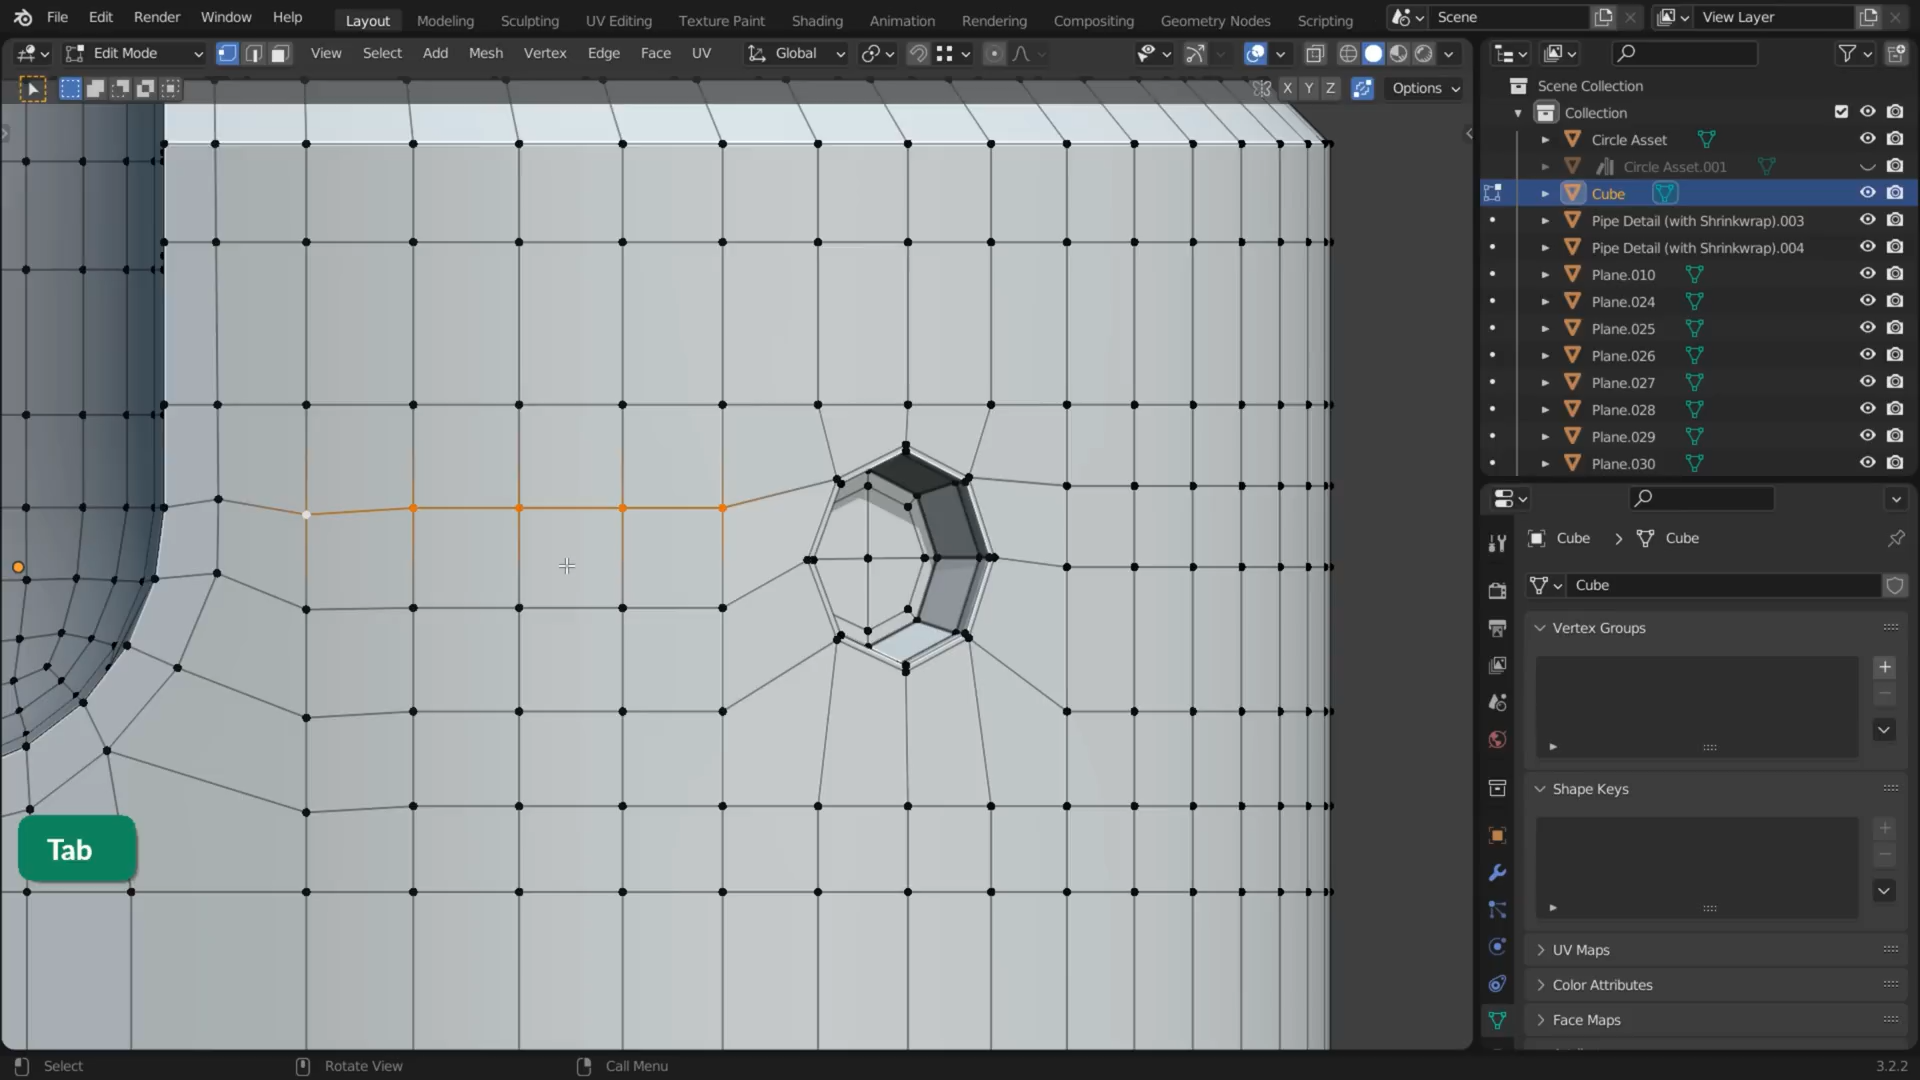 File Edit Render Window Help Layout Modeling Sculpting UV Editing Texture Paint Shading Animation Rendering Compositing Geometry Nodes Scripting Scene View Layer
Edit Mode View Select Add Mesh Vertex Edge Face UV Global
X Y Z Options
Scene Collection
Collection
Circle Asset
Circle Asset.001
Cube
Pipe Detail (with Shrinkwrap).003
Pipe Detail (with Shrinkwrap).004
Plane.010
Plane.024
Plane.025
Plane.026
Plane.027
Plane.028
Plane.029
Plane.030
Cube > Cube
Cube
Vertex Groups
Shape Keys
Tab
UV Maps
Color Attributes
Face Maps
Select Rotate View Call Menu 3.2.2